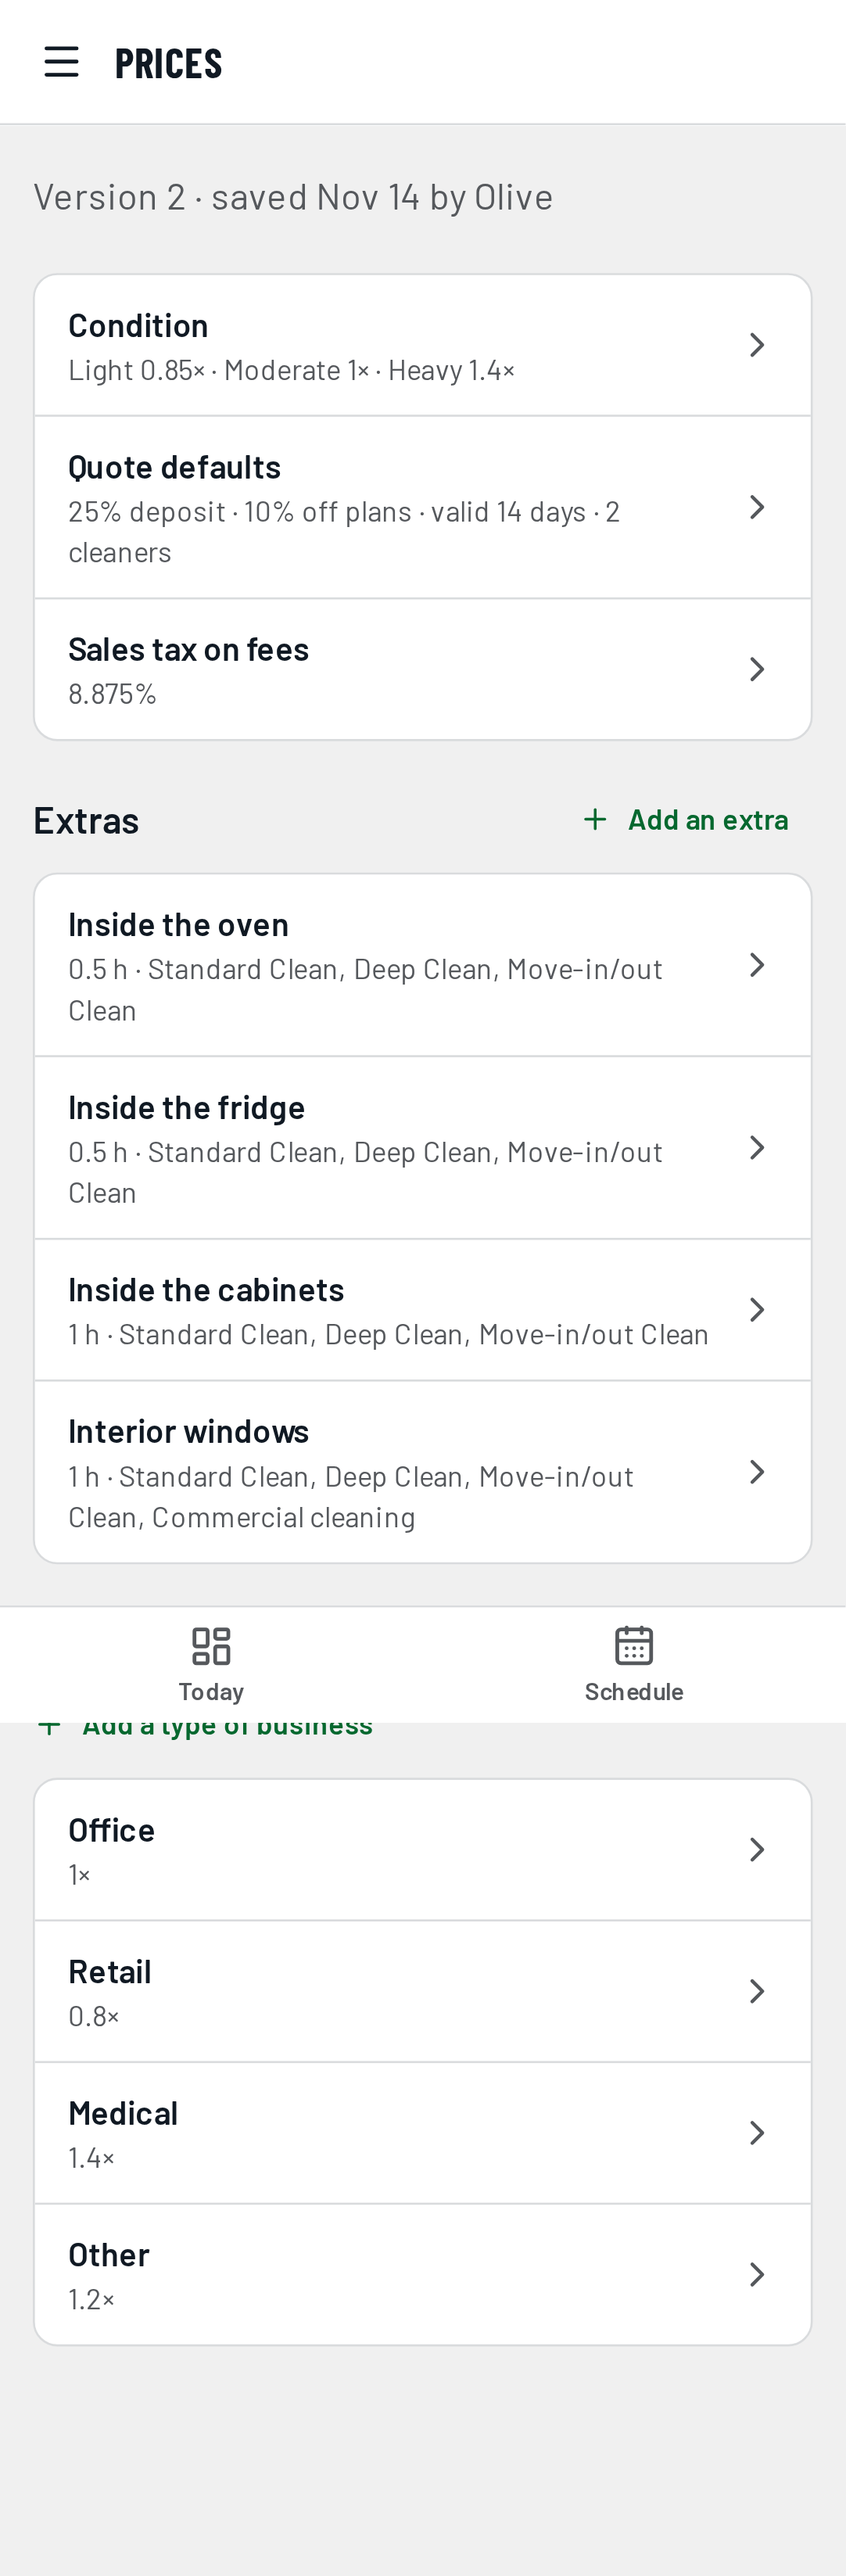 PRICES
Version 2 · saved Nov 14 by Olive
Condition
Light 0.85× · Moderate 1× · Heavy 1.4×
Quote defaults
25% deposit · 10% off plans · valid 14 days · 2
cleaners
Sales tax on fees
8.875%
Extras
+ Add an extra
Inside the oven
0.5 h · Standard Clean, Deep Clean, Move-in/out
Clean
Inside the fridge
0.5 h · Standard Clean, Deep Clean, Move-in/out
Clean
Inside the cabinets
1 h · Standard Clean, Deep Clean, Move-in/out Clean
Interior windows
1 h · Standard Clean, Deep Clean, Move-in/out
Clean, Commercial cleaning
Today
Schedule
+ Add a type of business
Office
1×
Retail
0.8×
Medical
1.4×
Other
1.2×